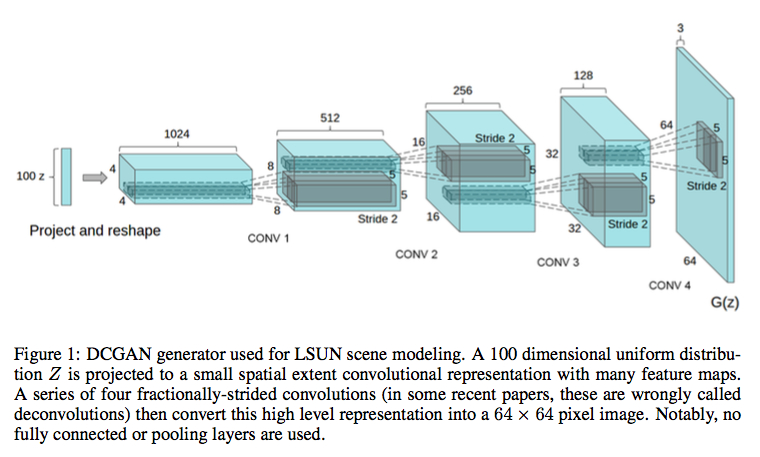 3
128
256
64
5
512
16
Stride 2
1024
5
32
5
8
5
4
5
Stride 2
100 z
5
4
5
8
16
Stride 2
Stride 2
32
Project and reshape
CONV 1
CONV 2
CONV 3
64
CONV 4
G(z)
Figure 1: DCGAN generator used for LSUN scene modeling. A 100 dimensional uniform distribu-
tion Z is projected to a small spatial extent convolutional representation with many feature maps.
A series of four fractionally-strided convolutions (in some recent papers, these are wrongly called
deconvolutions) then convert this high level representation into a 64 × 64 pixel image. Notably, no
fully connected or pooling layers are used.